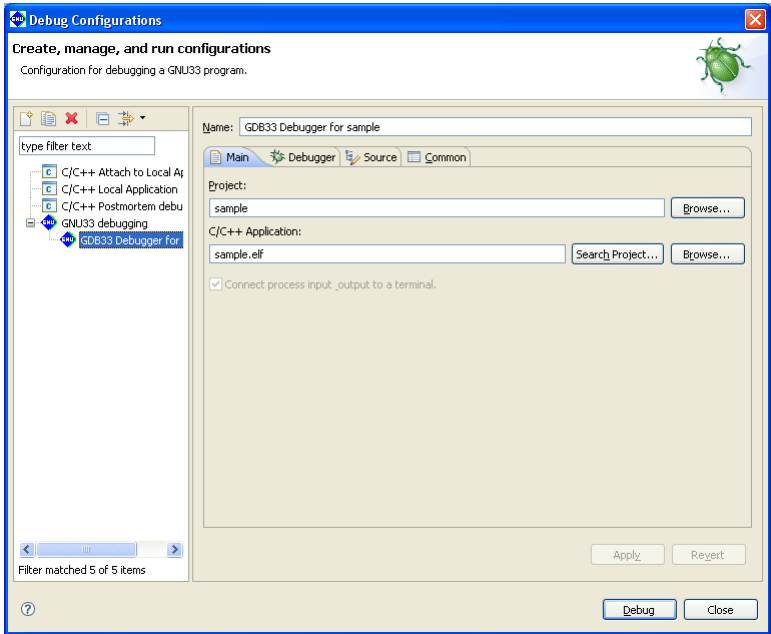 Debug Configurations
Create, manage, and run configurations
Configuration for debugging a GNU33 program.
type filter text
C/C++ Attach to Local Ap
C/C++ Local Application
C/C++ Postmortem debu
GNU33 debugging
GDB33 Debugger for
Filter matched 5 of 5 items
Name: GDB33 Debugger for sample
Main Debugger Source Common
Project:
sample Browse...
C/C++ Application:
sample.elf Search Project... Browse...
Connect process input _output to a terminal.
Apply Revert
Debug Close